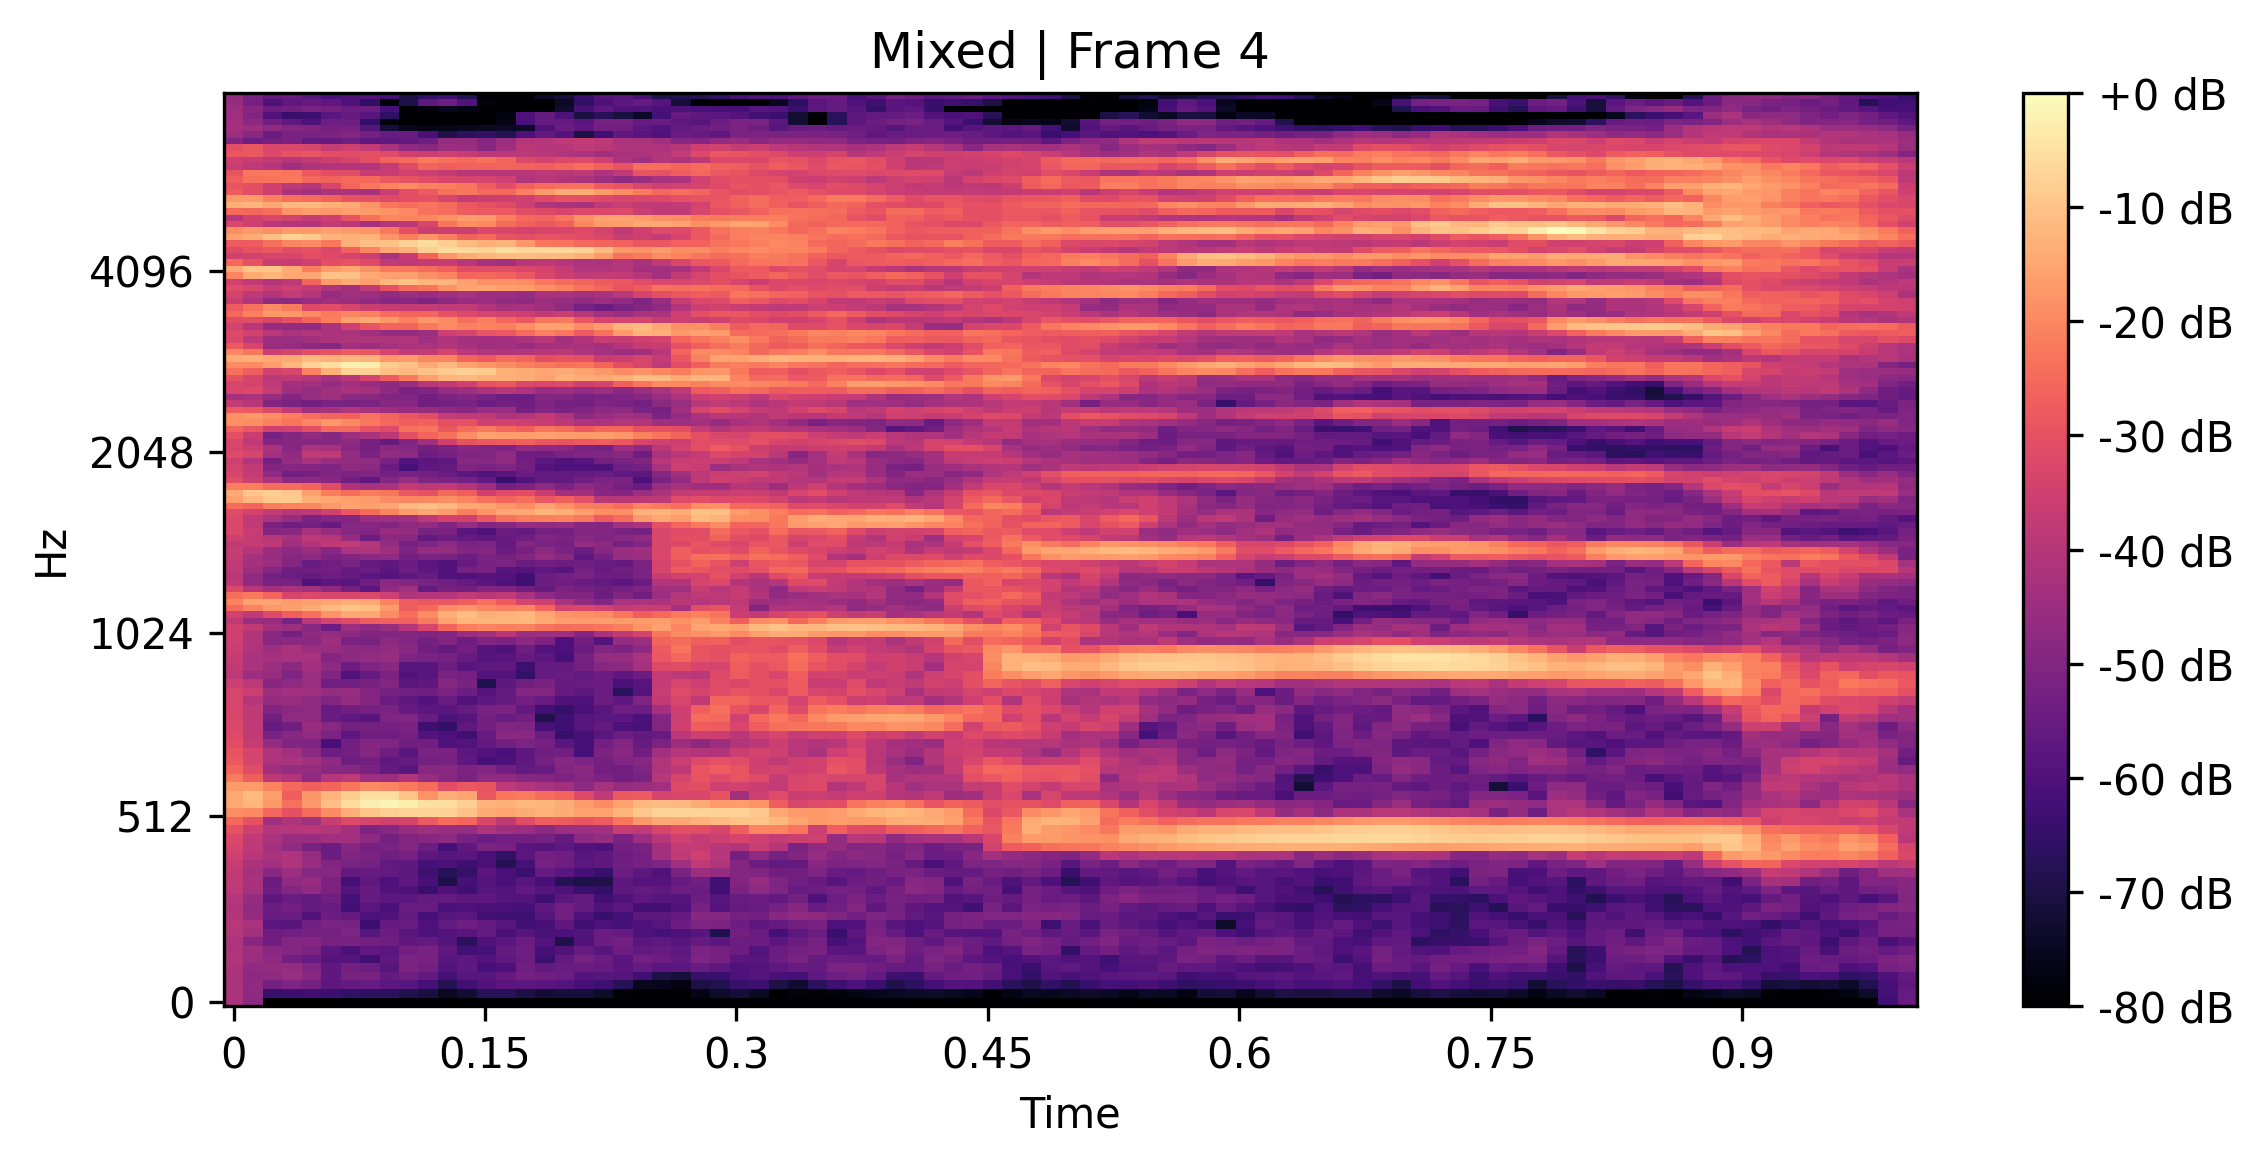 Mixed | Frame 4
Hz
4096
2048
1024
512
0
0 0.15 0.3 0.45 0.6 0.75 0.9
Time
+0 dB
-10 dB
-20 dB
-30 dB
-40 dB
-50 dB
-60 dB
-70 dB
-80 dB